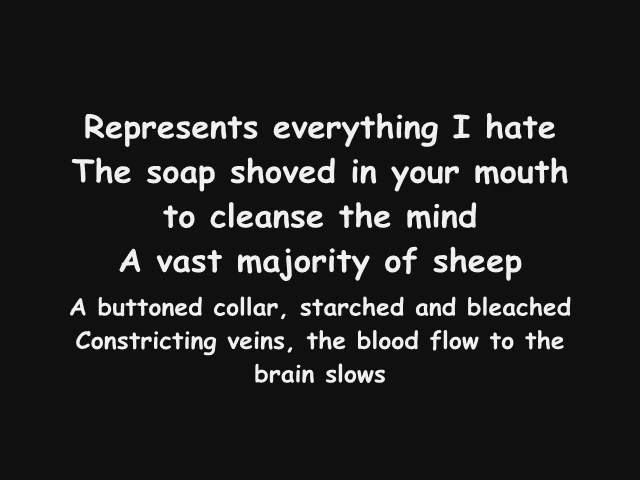 Represents everything I hate
The soap shoved in your mouth
to cleanse the mind
A vast majority of sheep
A buttoned collar, starched and bleached
Constricting veins, the blood flow to the
brain slows